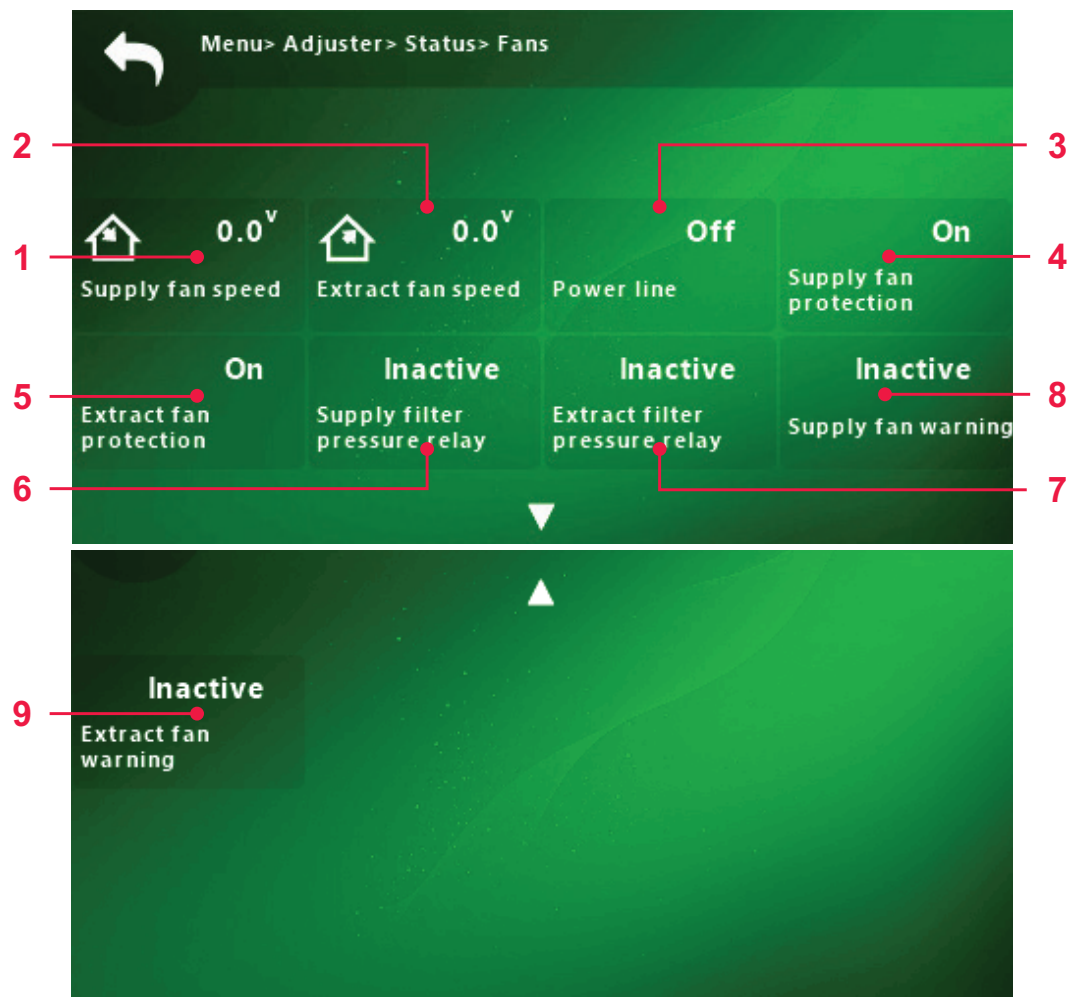 Menu> Adjuster> Status> Fans
2
3
1
0.0 v
Supply fan speed
0.0 v
Extract fan speed
Off
Power line
On
Supply fan
protection
4
5
On
Extract fan
protection
Inactive
Supply filter
pressure relay
Inactive
Extract filter
pressure relay
Inactive
Supply fan warning
8
6
7
9
Inactive
Extract fan
warning